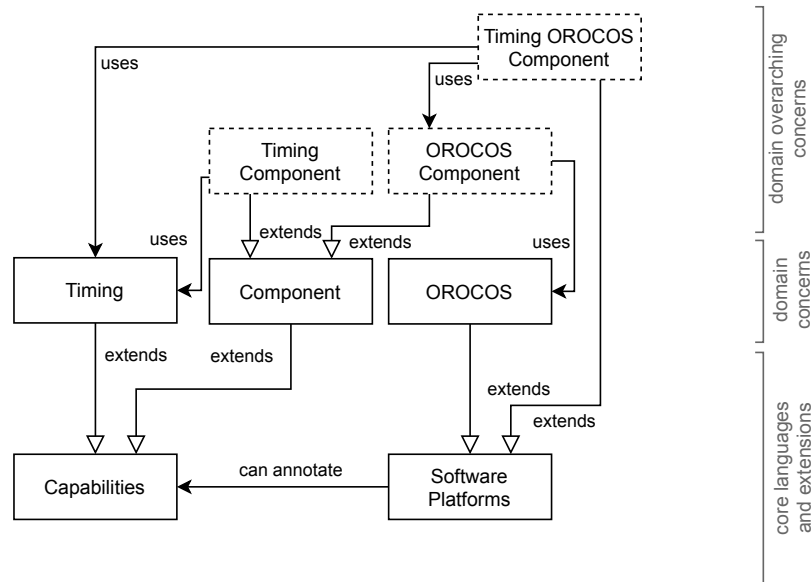 Timing OROCOS
Component
uses
uses
Timing
Component
OROCOS
Component
uses
extends
extends
uses
Timing
Component
OROCOS
extends
extends
extends
extends
Capabilities
can annotate
Software
Platforms
domain overarching
concerns
domain
concerns
core languages
and extensions